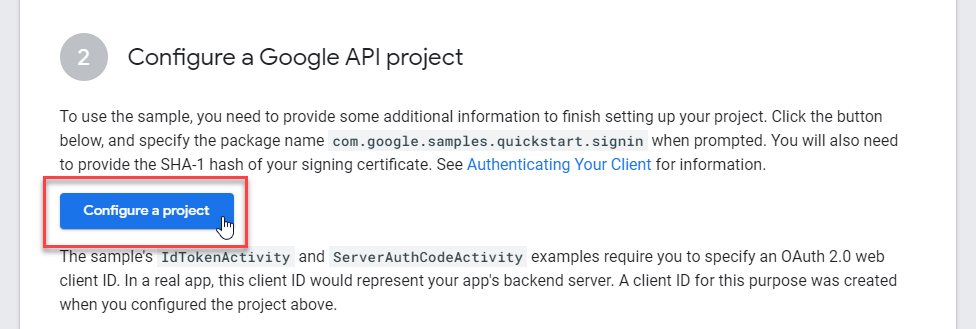 2 Configure a Google API project
To use the sample, you need to provide some additional information to finish setting up your project. Click the button
below, and specify the package name com.google.samples.quickstart.signin when prompted. You will also need
to provide the SHA-1 hash of your signing certificate. See Authenticating Your Client for information.
Configure a project
The sample's IdTokenActivity and ServerAuthCodeActivity examples require you to specify an OAuth 2.0 web
client ID. In a real app, this client ID would represent your app's backend server. A client ID for this purpose was created
when you configured the project above.